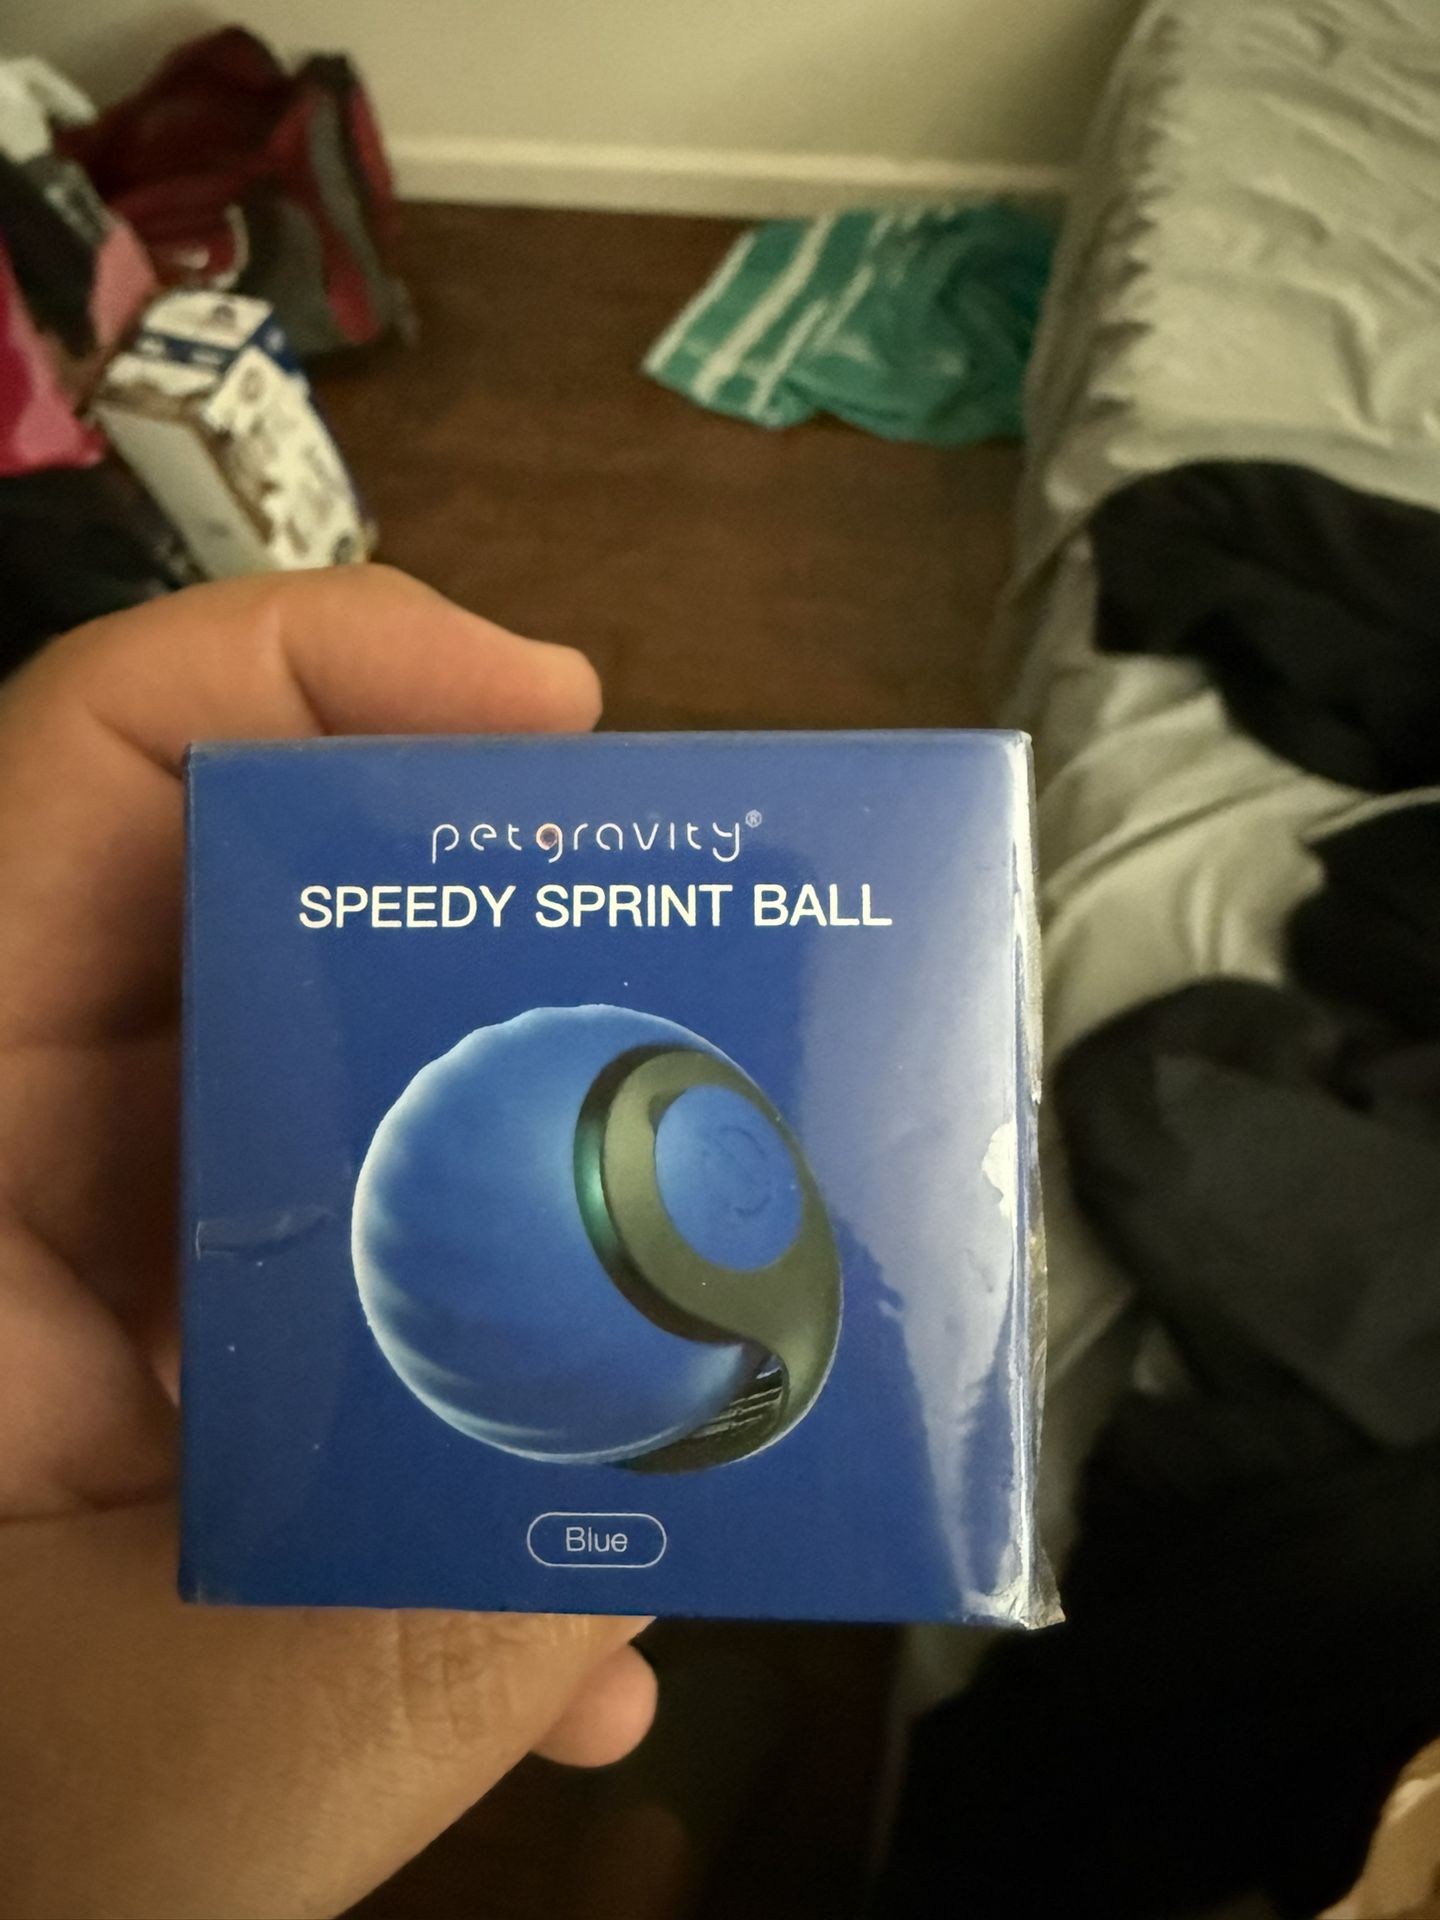 petgravity®
SPEEDY SPRINT BALL
Blue